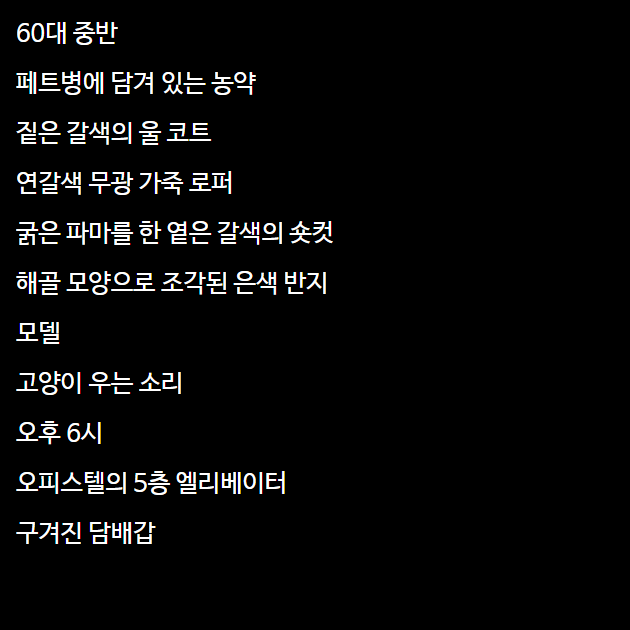 60대 중반
페트병에 담겨 있는 농약
짙은 갈색의 울 코트
연갈색 무광 가죽 로퍼
굵은 파마를 한 옅은 갈색의 숏컷
해골 모양으로 조각된 은색 반지
모델
고양이 우는 소리
오후 6시
오피스텔의 5층 엘리베이터
구겨진 담배갑